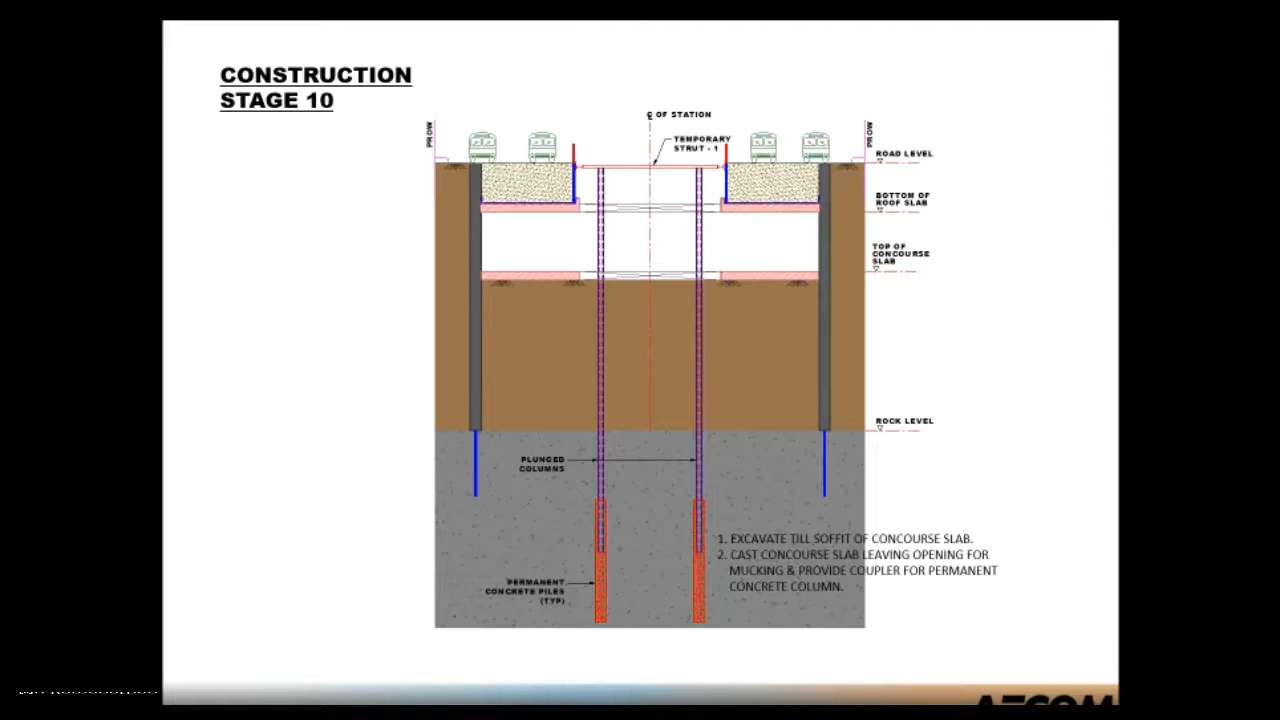 CONSTRUCTION
STAGE 10
℄ OF STATION
TEMPORARY
STRUT - 1
PROW
PROW
ROAD LEVEL
BOTTOM OF
ROOF SLAB
TOP OF
CONCOURSE
SLAB
ROCK LEVEL
PLUNGED
COLUMNS
1. EXCAVATE TILL SOFFIT OF CONCOURSE SLAB.
2. CAST CONCOURSE SLAB LEAVING OPENING FOR
MUCKING & PROVIDE COUPLER FOR PERMANENT
CONCRETE COLUMN.
PERMANENT
CONCRETE PILES
(TYP)
AECOM